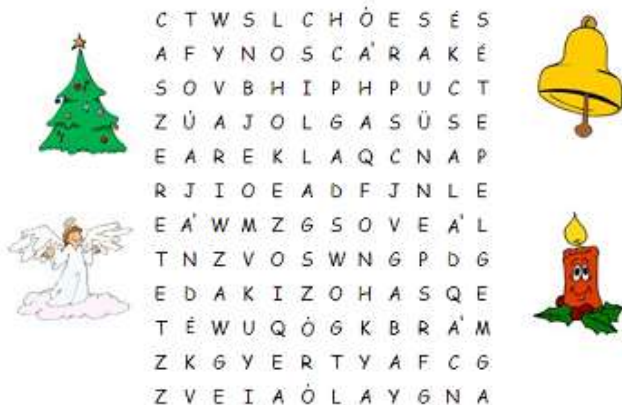 C T W S L C H Ó E S É S
A F Y N O S C Á R A K É
S O V B H I P H P U C T
Z Ú A J O L G A S Ü S E
E A R E K L A Q C N A P
R J I O E A D F J N L E
E Á W M Z G S O V E Á L
T N Z V O S W N G P D G
E D A K I Z O H A S Q E
T É W U Q Ó G K B R Á M
Z K G Y E R T Y A F C G
Z V E I A Ó L A Y G N A